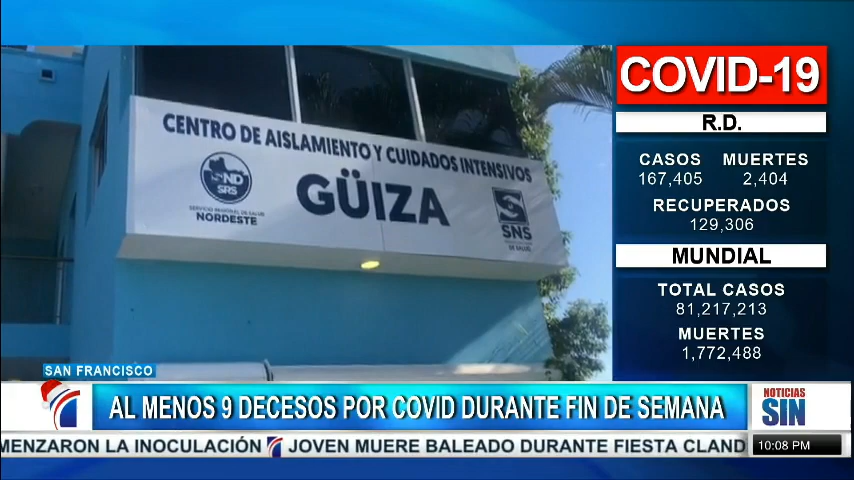 CENTRO DE AISLAMIENTO Y CUIDADOS INTENSIVOS
GÜIZA
SRS
NORDESTE
SNS
DE SALUD
COVID-19
R.D.
CASOS MUERTES
167,405 2,404
RECUPERADOS
129,306
MUNDIAL
TOTAL CASOS
81,217,213
MUERTES
1,772,488
SAN FRANCISCO
AL MENOS 9 DECESOS POR COVID DURANTE FIN DE SEMANA
NOTICIAS
SIN
MENZARON LA INOCULACIÓN JOVEN MUERE BALEADO DURANTE FIESTA CLAND
10:08 PM